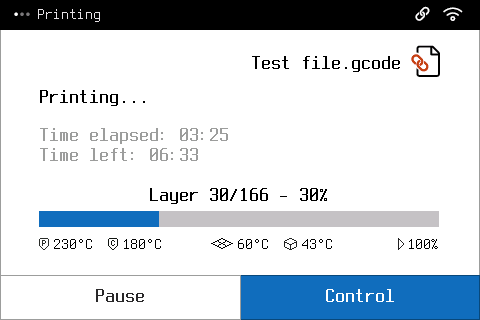 Printing
Test file.gcode
Printing...
Time elapsed: 03:25
Time left: 06:33
Layer 30/166 - 30%
P 230°C C 180°C 60°C 43°C 100%
Pause Control